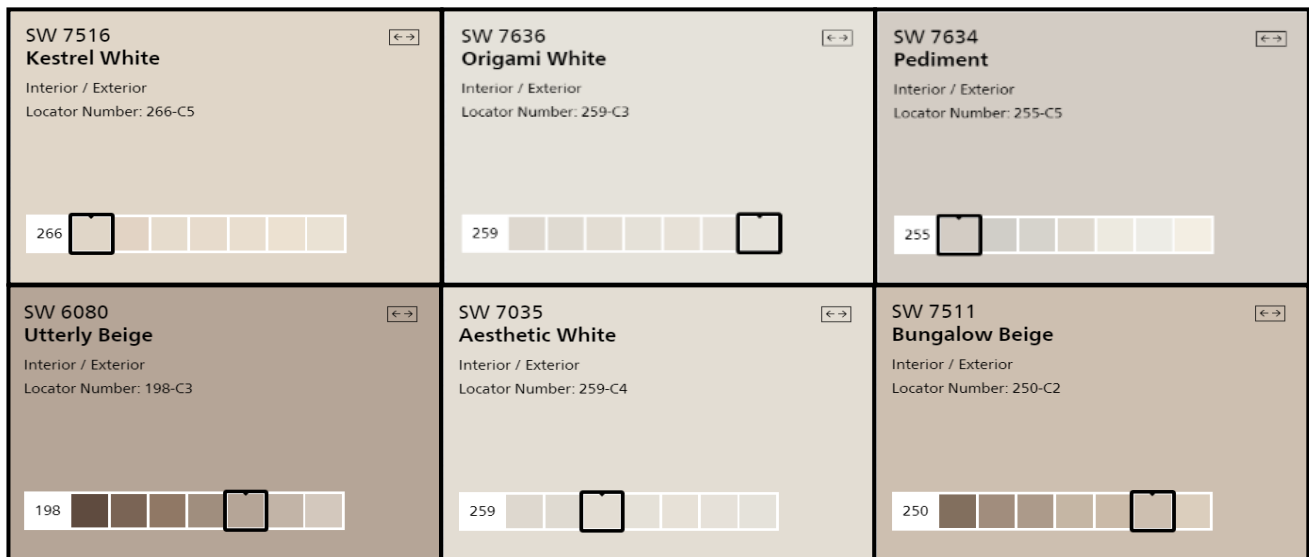 SW 7516
Kestrel White
Interior / Exterior
Locator Number: 266-C5
266
SW 7636
Origami White
Interior / Exterior
Locator Number: 259-C3
259
SW 7634
Pediment
Interior / Exterior
Locator Number: 255-C5
255
SW 6080
Utterly Beige
Interior / Exterior
Locator Number: 198-C3
198
SW 7035
Aesthetic White
Interior / Exterior
Locator Number: 259-C4
259
SW 7511
Bungalow Beige
Interior / Exterior
Locator Number: 250-C2
250